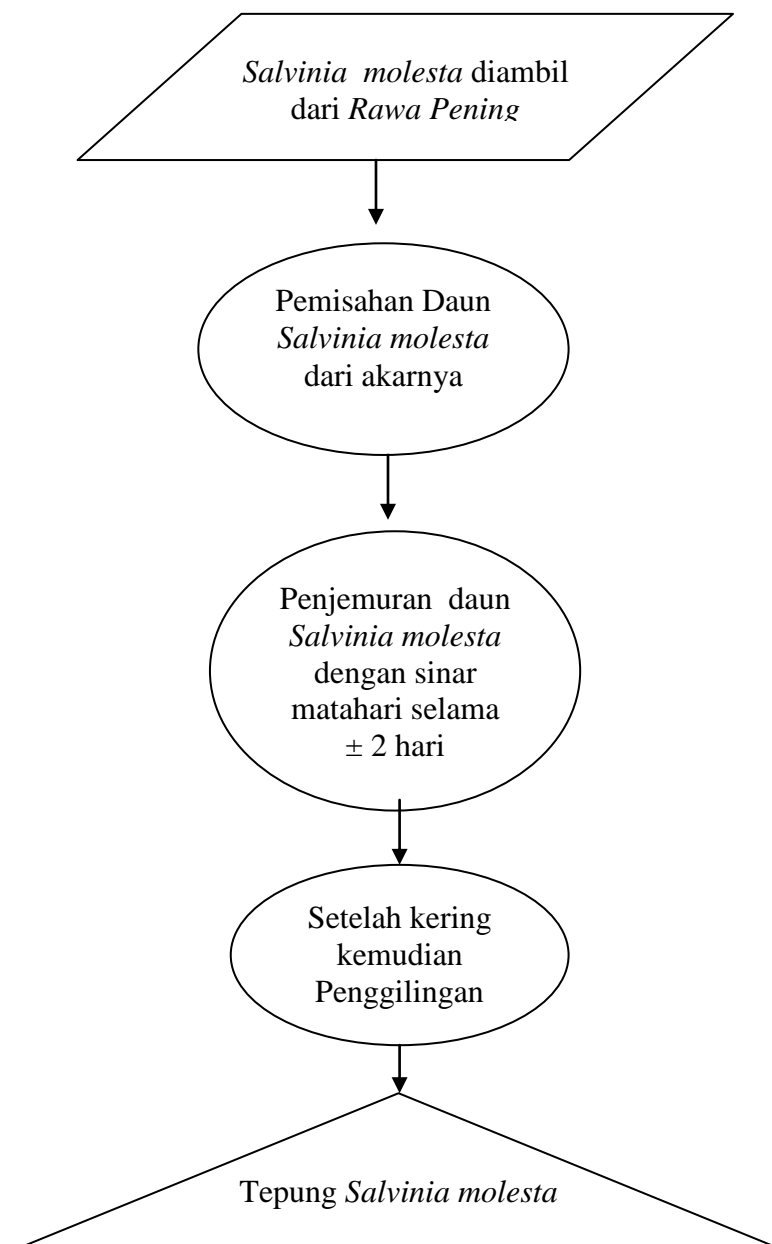 Salvinia molesta diambil
dari Rawa Pening
Pemisahan Daun
Salvinia molesta
dari akarnya
Penjemuran daun
Salvinia molesta
dengan sinar
matahari selama
± 2 hari
Setelah kering
kemudian
Penggilingan
Tepung Salvinia molesta